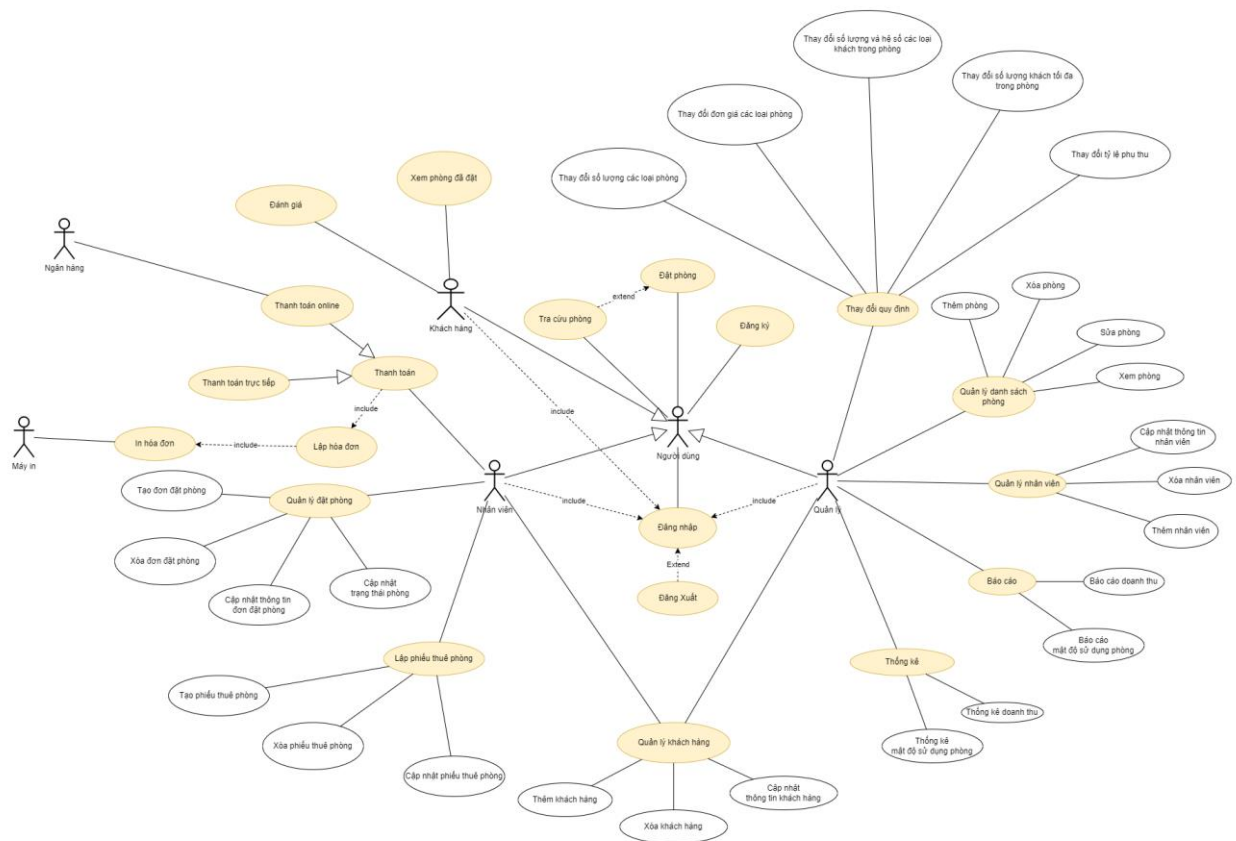 Thay đổi số lượng và hệ số các loại
khách trong phòng
Thay đổi số lượng khách tối đa
trong phòng
Thay đổi đơn giá các loại phòng
Thay đổi tỷ lệ phụ thu
Xem phòng đã đặt
Thay đổi số lượng các loại phòng
Đánh giá
Ngân hàng
Đặt phòng
extend
Thanh toán online
Khách hàng
Tra cứu phòng
Đăng ký
Thay đổi quy định
Thêm phòng
Xóa phòng
Sửa phòng
Thanh toán trực tiếp
Thanh toán
Xem phòng
Quản lý danh sách
phòng
include
include
Máy in
In hóa đơn
include
Lập hóa đơn
Người dùng
Cập nhật thông tin
nhân viên
Xóa nhân viên
Quản lý nhân viên
Thêm nhân viên
Tạo đơn đặt phòng
Quản lý đặt phòng
Nhân viên
include
include
Quản lý
Đăng nhập
Xóa đơn đặt phòng
Cập nhật
trạng thái phòng
Cập nhật thông tin
đơn đặt phòng
Extend
Đăng Xuất
Báo cáo
Báo cáo doanh thu
Báo cáo
mật độ sử dụng phòng
Lập phiếu thuê phòng
Thống kê
Tạo phiếu thuê phòng
Thống kê doanh thu
Xóa phiếu thuê phòng
Quản lý khách hàng
Thống kê
mật độ sử dụng phòng
Cập nhật phiếu thuê phòng
Thêm khách hàng
Cập nhật
thông tin khách hàng
Xóa khách hàng